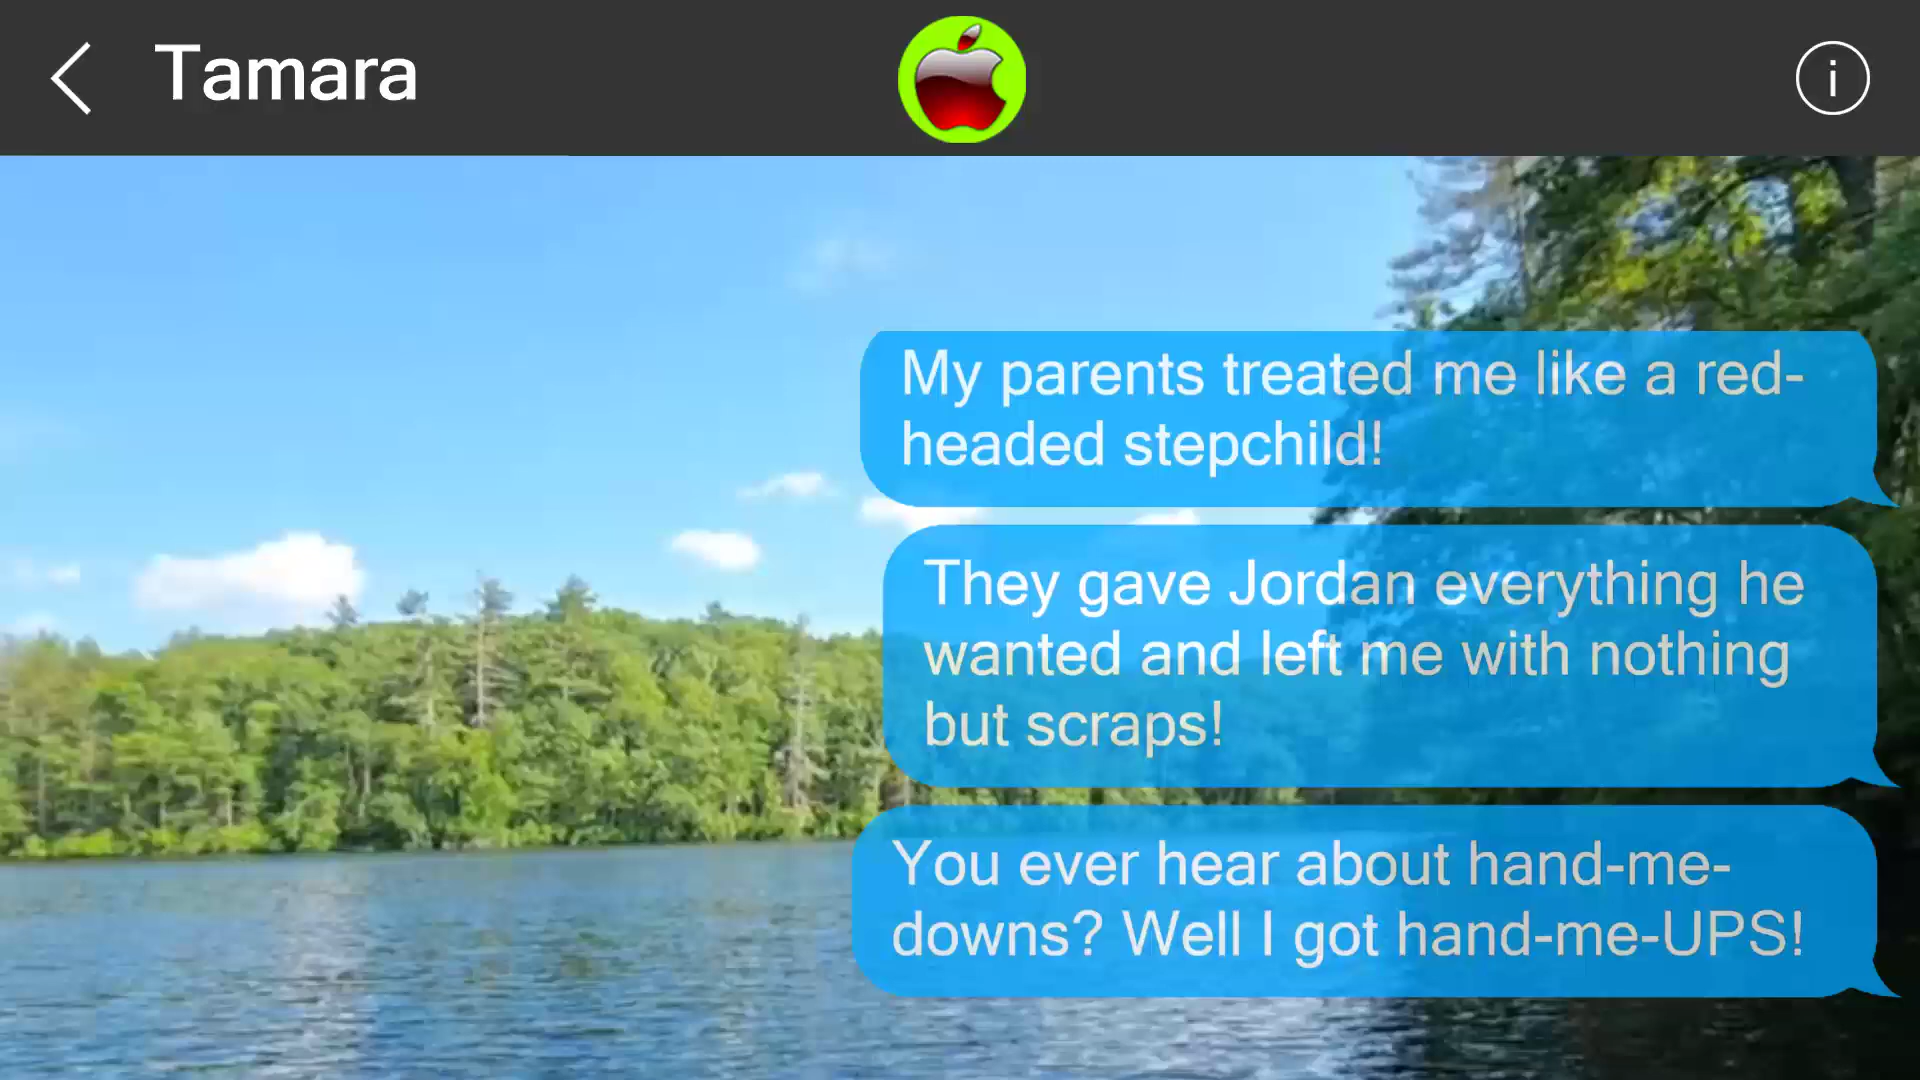 Tamara
i
My parents treated me like a red-
headed stepchild!
They gave Jordan everything he
wanted and left me with nothing
but scraps!
You ever hear about hand-me-
downs? Well I got hand-me-UPS!